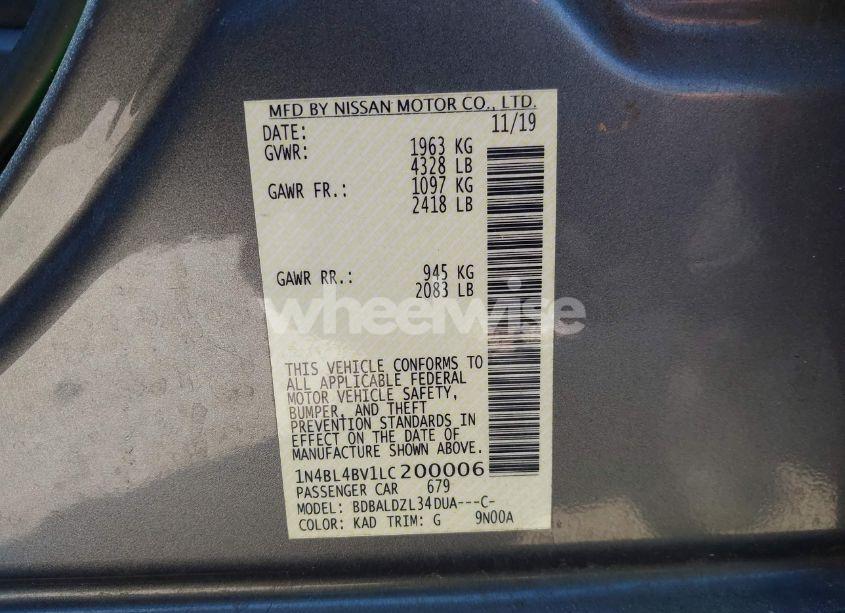 MFD BY NISSAN MOTOR CO., LTD.
DATE: 11/19
GVWR: 1963 KG
4328 LB
GAWR FR.: 1097 KG
2418 LB
GAWR RR.: 945 KG
2083 LB
wheelwise
THIS VEHICLE CONFORMS TO
ALL APPLICABLE FEDERAL
MOTOR VEHICLE SAFETY,
BUMPER, AND THEFT
PREVENTION STANDARDS IN
EFFECT ON THE DATE OF
MANUFACTURE SHOWN ABOVE.
1N4BL4BV1LC200006
PASSENGER CAR 679
MODEL: BDBALDZL34DUA---C-
COLOR: KAD TRIM: G 9N00A